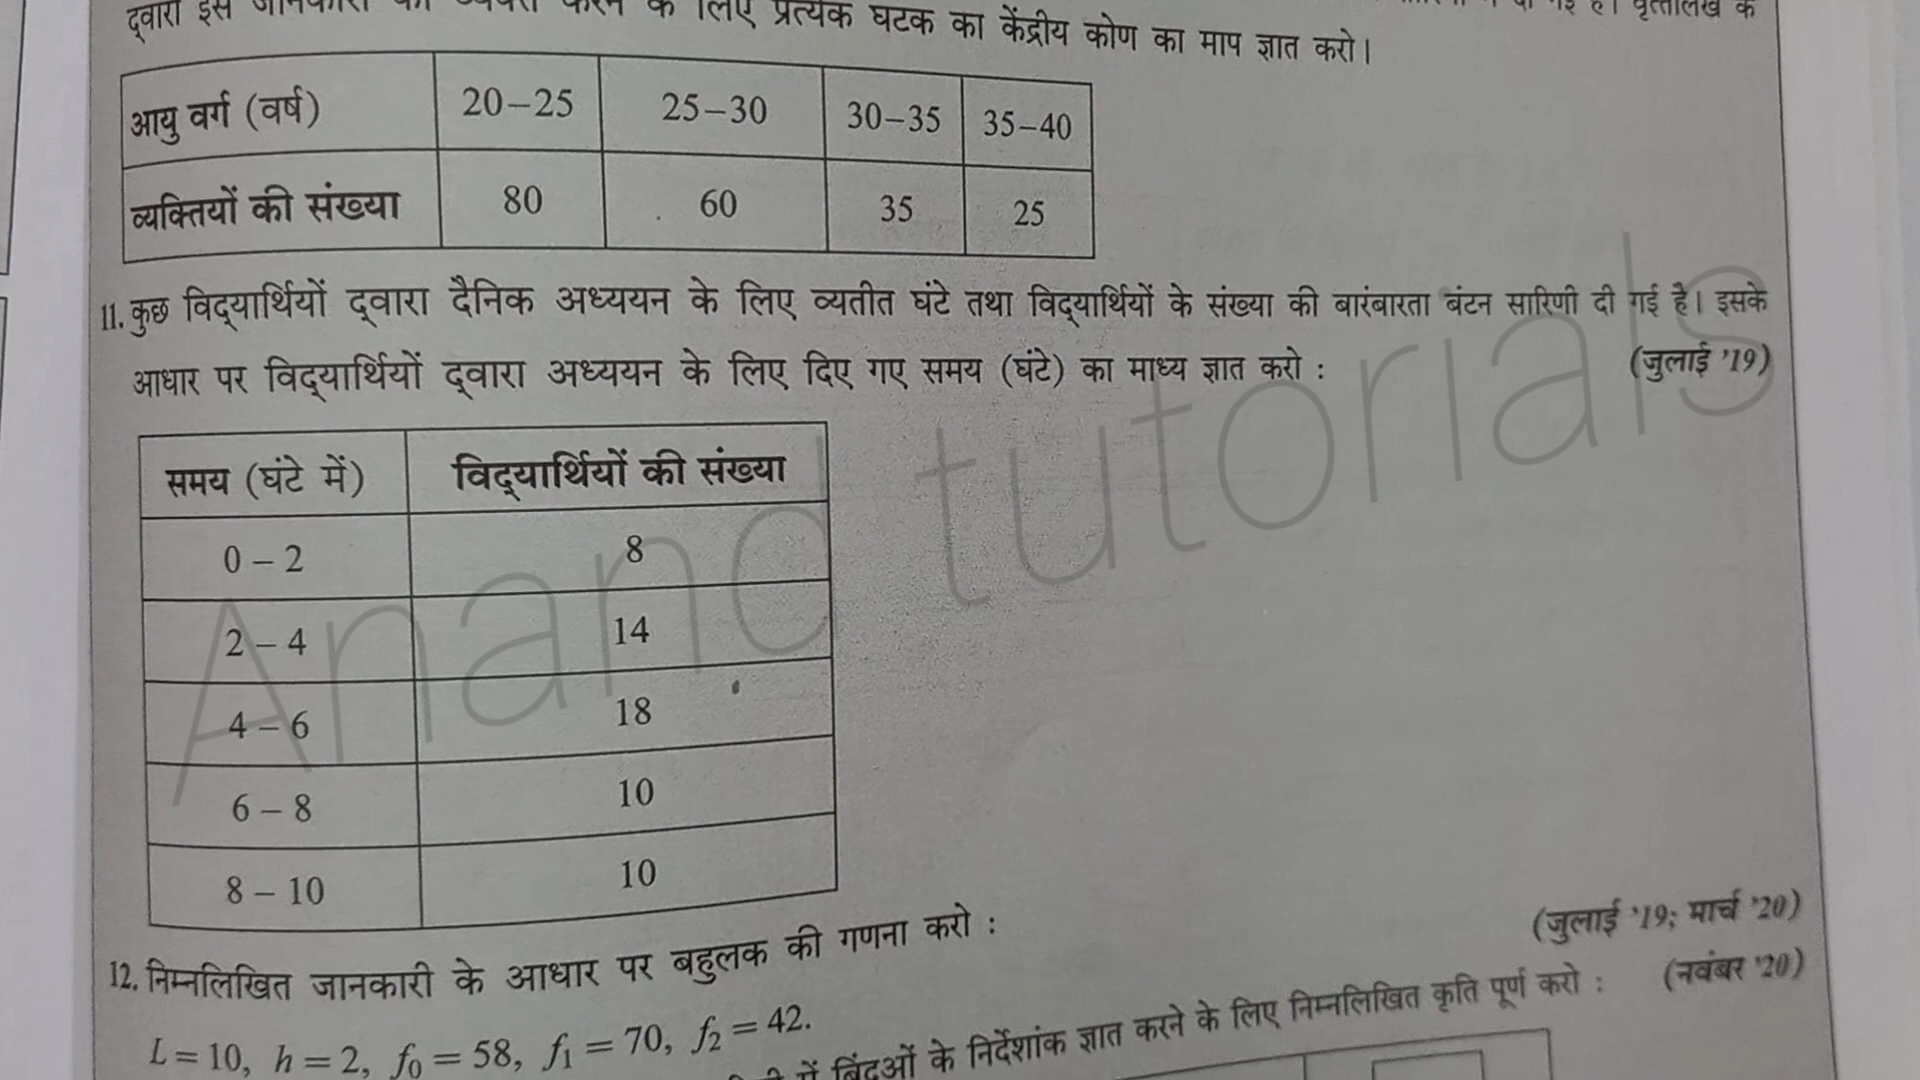 द्वारा इस जानकारी को व्यक्त करने के लिए प्रत्येक घटक का केंद्रीय कोण का माप ज्ञात करो। गई है। वृत्तालेख के
आयु वर्ग (वर्ष) 20–25 25–30 30–35 35–40
व्यक्तियों की संख्या 80 60 35 25
11. कुछ विद्यार्थियों द्वारा दैनिक अध्ययन के लिए व्यतीत घंटे तथा विद्यार्थियों के संख्या की बारंबारता बंटन सारिणी दी गई है। इसके
आधार पर विद्यार्थियों द्वारा अध्ययन के लिए दिए गए समय (घंटे) का माध्य ज्ञात करो : (जुलाई '19)
समय (घंटे में) विद्यार्थियों की संख्या
0 – 2 8
2 – 4 14
4 – 6 18
6 – 8 10
8 – 10 10
Anand tutorials
12. निम्नलिखित जानकारी के आधार पर बहुलक की गणना करो : (जुलाई '19; मार्च '20)
L = 10, h = 2, f₀ = 58, f₁ = 70, f₂ = 42.
में बिंदुओं के निर्देशांक ज्ञात करने के लिए निम्नलिखित कृति पूर्ण करो : (नवंबर '20)